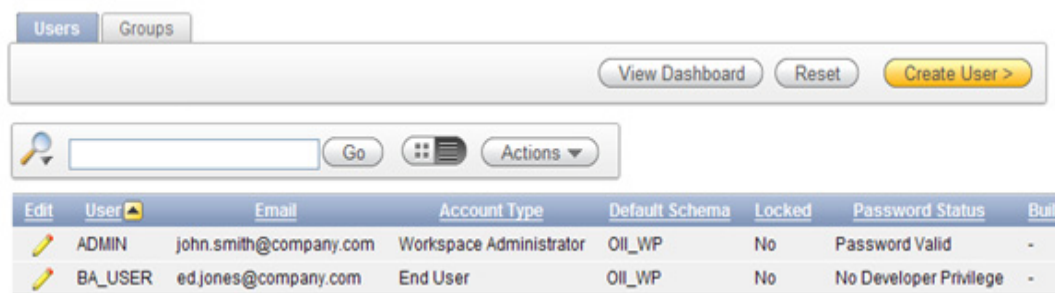 Users Groups
View Dashboard Reset Create User >
Go Actions
Edit User Email Account Type Default Schema Locked Password Status Buil
ADMIN john.smith@company.com Workspace Administrator OII_WP No Password Valid -
BA_USER ed.jones@company.com End User OII_WP No No Developer Privilege -